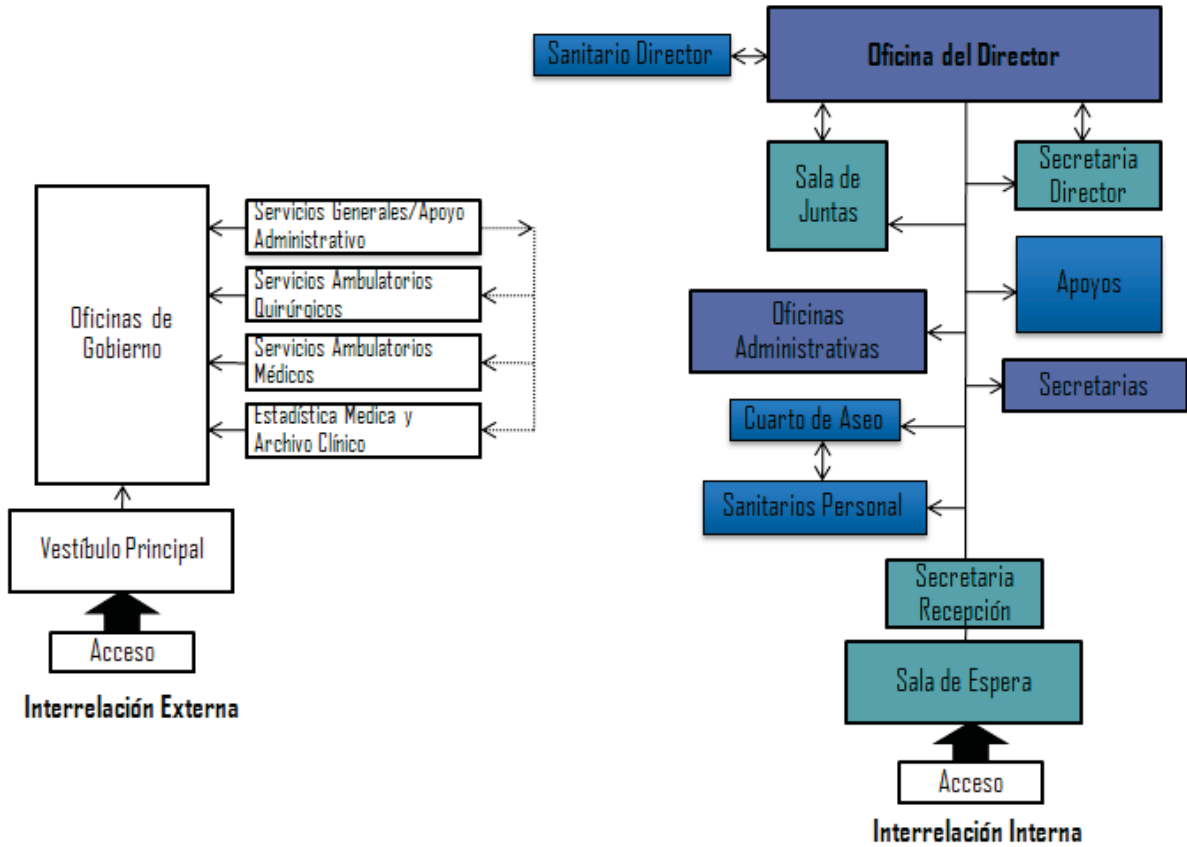 Oficinas de
Gobierno
Servicios Generales/Apoyo
Administrativo
Servicios Ambulatorios
Quirúrgicos
Servicios Ambulatorios
Médicos
Estadística Medica y
Archivo Clínico
Vestíbulo Principal
Acceso
Interrelación Externa
Sanitario Director
Oficina del Director
Sala de
Juntas
Secretaria
Director
Apoyos
Oficinas
Administrativas
Secretarias
Cuarto de Aseo
Sanitarios Personal
Secretaria
Recepción
Sala de Espera
Acceso
Interrelación Interna